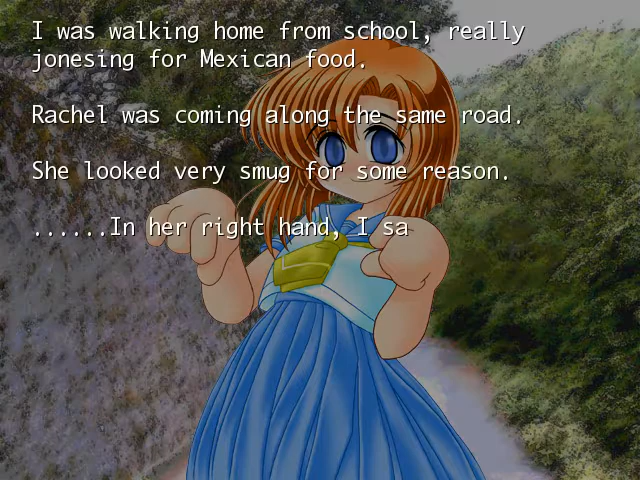 I was walking home from school, really
jonesing for Mexican food.
Rachel was coming along the same road.
She looked very smug for some reason.
......In her right hand, I sa